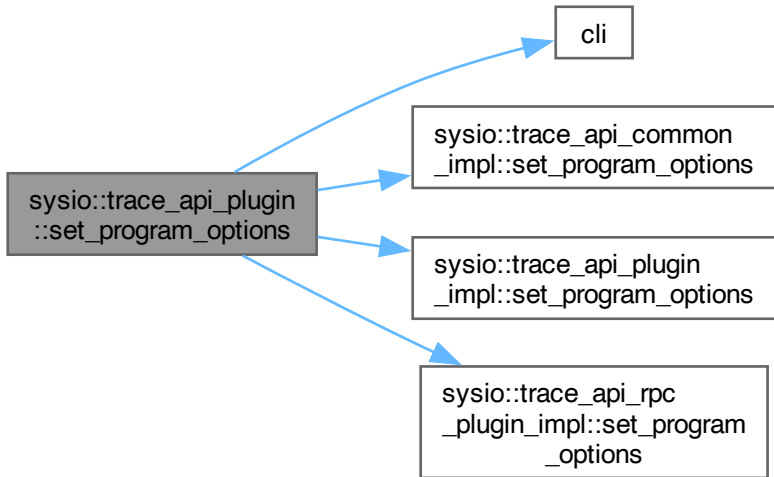 cli
sysio::trace_api_common
_impl::set_program_options
sysio::trace_api_plugin
::set_program_options
sysio::trace_api_plugin
_impl::set_program_options
sysio::trace_api_rpc
_plugin_impl::set_program
_options